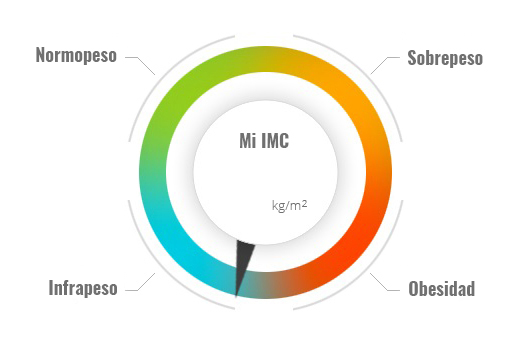 Normopeso
Sobrepeso
Mi IMC
kg/m²
Infrapeso
Obesidad